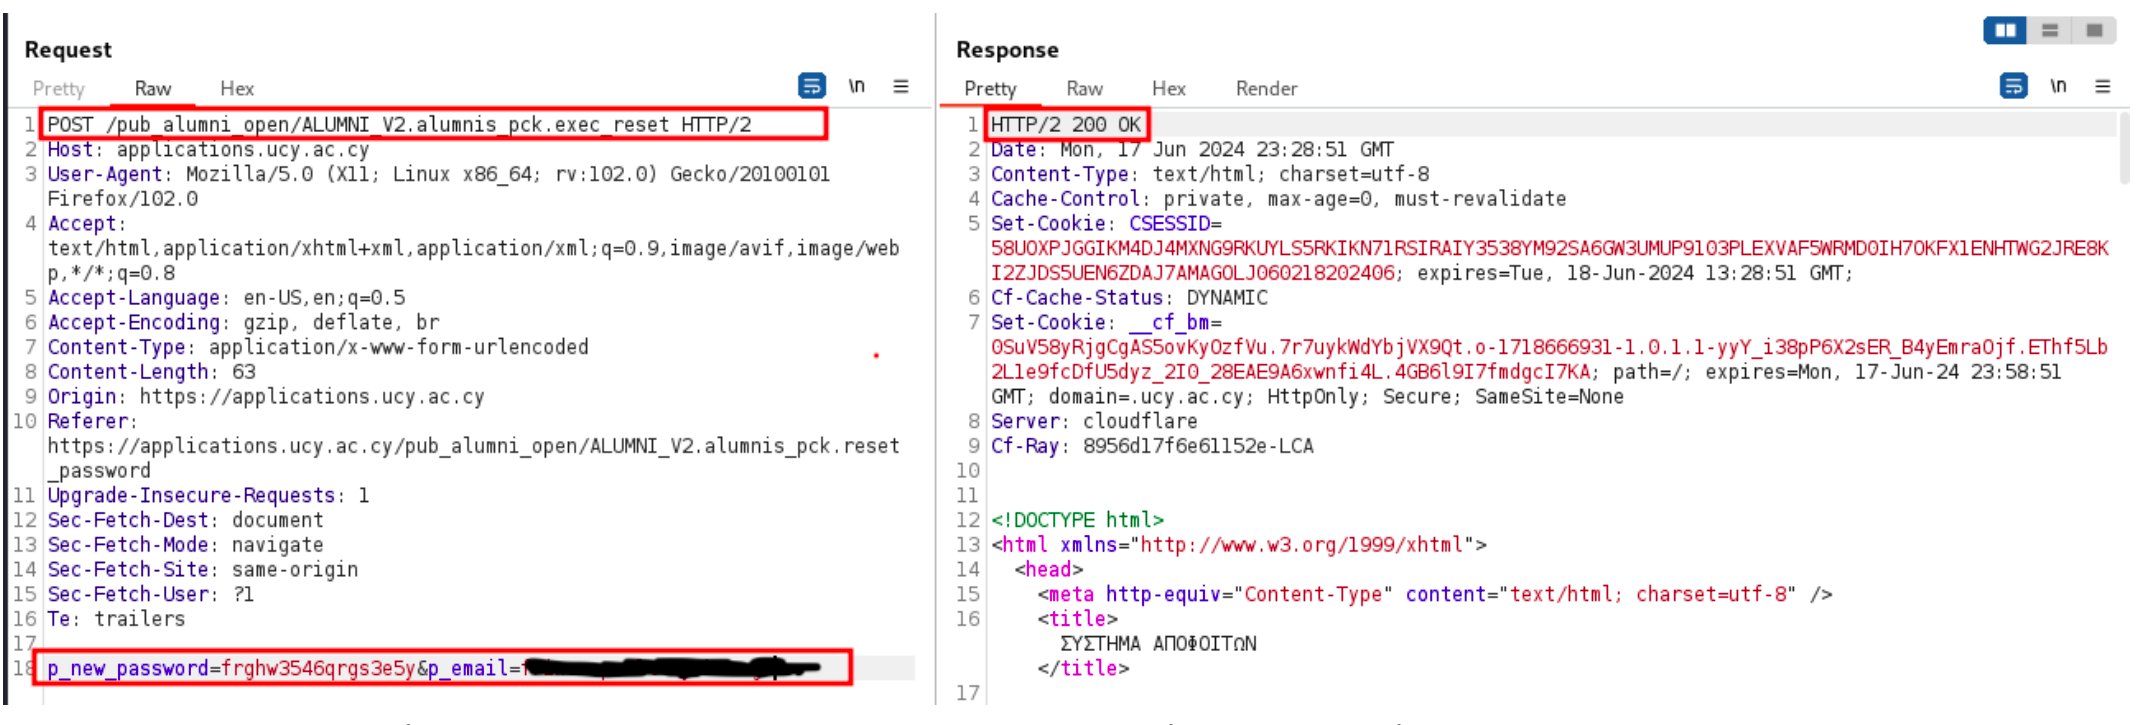 Request
Pretty Raw Hex \n
1 POST /pub_alumni_open/ALUMNI_V2.alumnis_pck.exec_reset HTTP/2
2 Host: applications.ucy.ac.cy
3 User-Agent: Mozilla/5.0 (X11; Linux x86_64; rv:102.0) Gecko/20100101
Firefox/102.0
4 Accept:
text/html,application/xhtml+xml,application/xml;q=0.9,image/avif,image/web
p,*/*;q=0.8
5 Accept-Language: en-US,en;q=0.5
6 Accept-Encoding: gzip, deflate, br
7 Content-Type: application/x-www-form-urlencoded
8 Content-Length: 63
9 Origin: https://applications.ucy.ac.cy
10 Referer:
https://applications.ucy.ac.cy/pub_alumni_open/ALUMNI_V2.alumnis_pck.reset
_password
11 Upgrade-Insecure-Requests: 1
12 Sec-Fetch-Dest: document
13 Sec-Fetch-Mode: navigate
14 Sec-Fetch-Site: same-origin
15 Sec-Fetch-User: ?1
16 Te: trailers
17
18 p_new_password=frghw3546qrgs3e5y&p_email=
Response
Pretty Raw Hex Render \n
1 HTTP/2 200 OK
2 Date: Mon, 17 Jun 2024 23:28:51 GMT
3 Content-Type: text/html; charset=utf-8
4 Cache-Control: private, max-age=0, must-revalidate
5 Set-Cookie: CSESSID=
58UOXPJGGIKM4DJ4MXNG9RKUYLS5RKIKN71RSIRAIY3538YM92SA6GW3UMUP9103PLEXVAF5WRMD0IH7OKFX1ENHTWG2JRE8K
I2ZJDS5UEN6ZDAJ7AMAGOLJ060218202406; expires=Tue, 18-Jun-2024 13:28:51 GMT;
6 Cf-Cache-Status: DYNAMIC
7 Set-Cookie: __cf_bm=
0SuV58yRjgCgAS5ovKyOzfVu.7r7uykWdYbjVX9Qt.o-1718666931-1.0.1.1-yyY_i38pP6X2sER_B4yEmraOjf.EThf5Lb
2L1e9fcDfU5dyz_2I0_28EAE9A6xwnfi4L.4GB6l9I7fmdgcI7KA; path=/; expires=Mon, 17-Jun-24 23:58:51
GMT; domain=.ucy.ac.cy; HttpOnly; Secure; SameSite=None
8 Server: cloudflare
9 Cf-Ray: 8956d17f6e61152e-LCA
10
11
12 <!DOCTYPE html>
13 <html xmlns="http://www.w3.org/1999/xhtml">
14 <head>
15 <meta http-equiv="Content-Type" content="text/html; charset=utf-8" />
16 <title>
ΣΥΣΤΗΜΑ ΑΠΟΦΟΙΤΩΝ
</title>
17